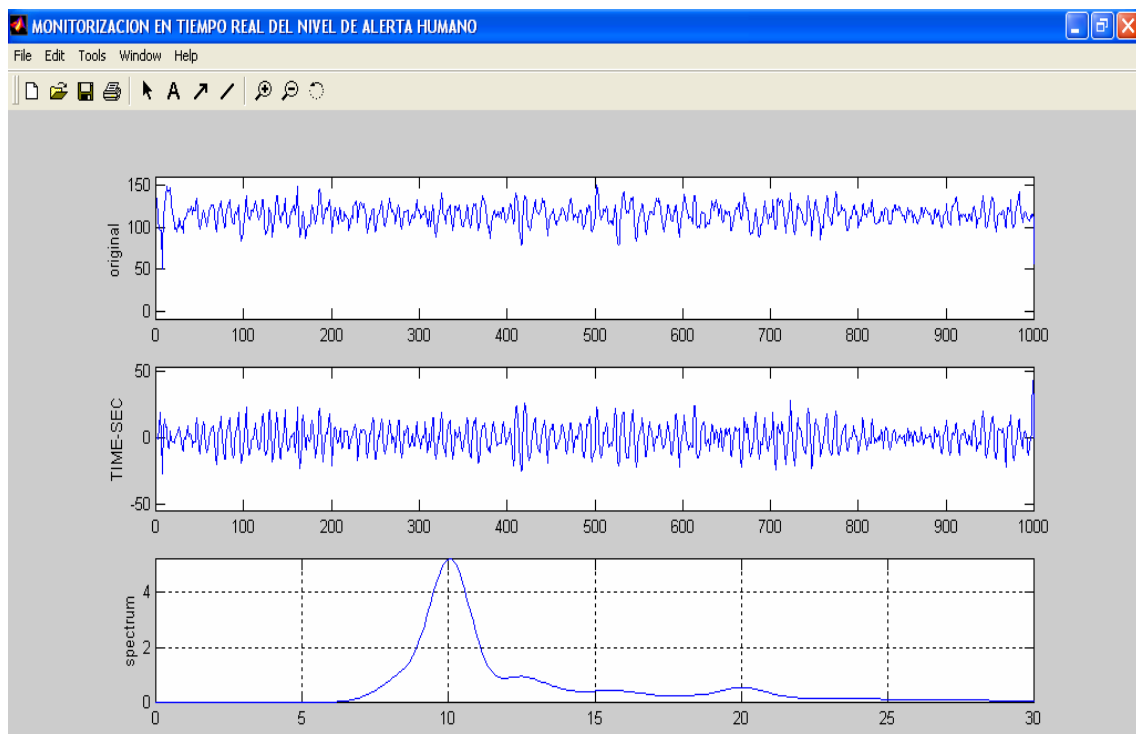 MONITORIZACION EN TIEMPO REAL DEL NIVEL DE ALERTA HUMANO
File Edit Tools Window Help
A
150
100
50
0
original
0 100 200 300 400 500 600 700 800 900 1000
50
0
-50
TIME-SEC
0 100 200 300 400 500 600 700 800 900 1000
4
2
0
spectrum
0 5 10 15 20 25 30